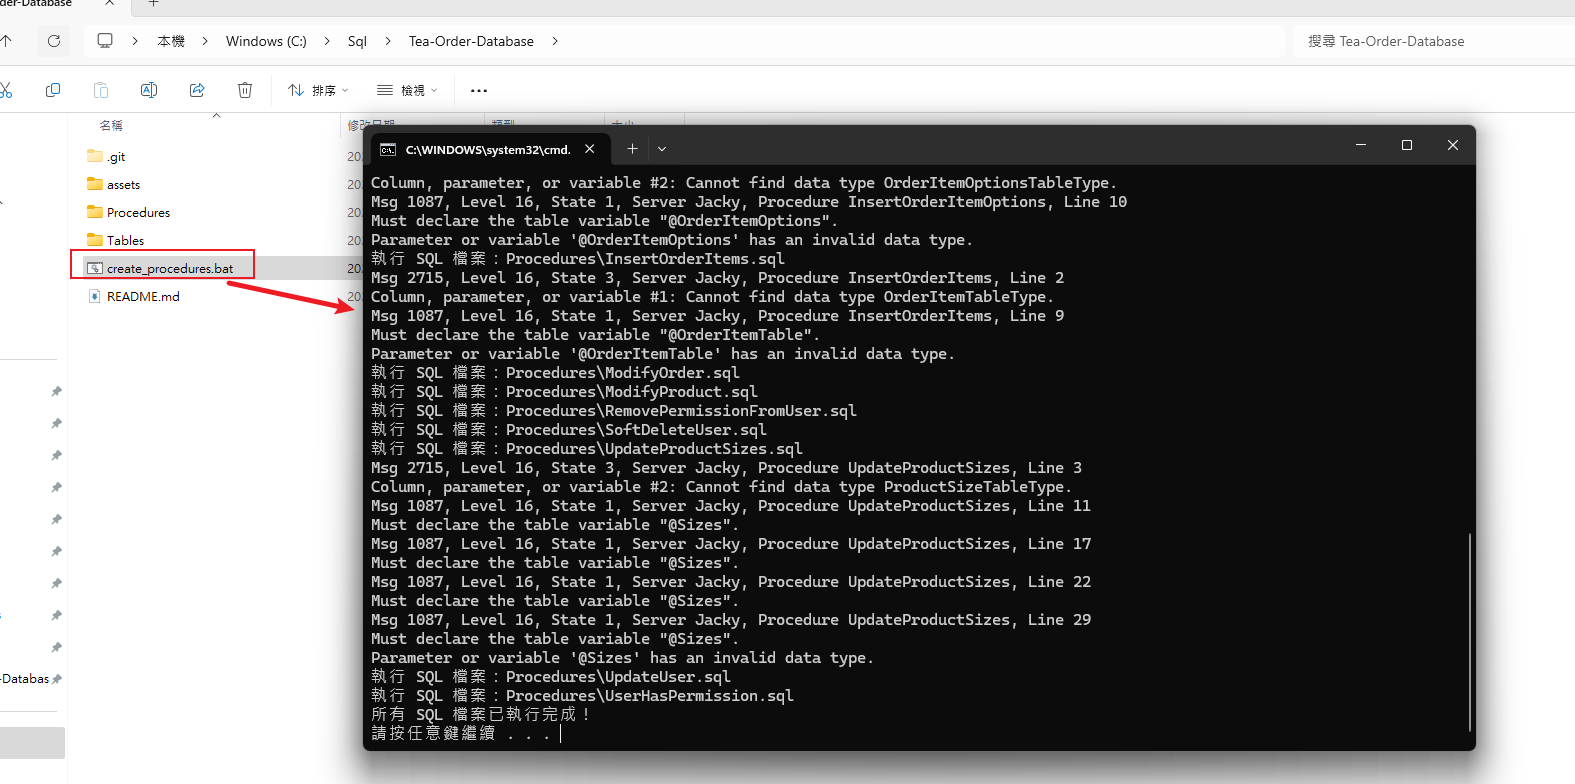 der-Database
本機 Windows (C:) Sql Tea-Order-Database
搜尋 Tea-Order-Database
排序 檢視
名稱
.git
assets
Procedures
Tables
create_procedures.bat
README.md
-Databas
C:\WINDOWS\system32\cmd.
Column, parameter, or variable #2: Cannot find data type OrderItemOptionsTableType.
Msg 1087, Level 16, State 1, Server Jacky, Procedure InsertOrderItemOptions, Line 10
Must declare the table variable "@OrderItemOptions".
Parameter or variable '@OrderItemOptions' has an invalid data type.
執行 SQL 檔案：Procedures\InsertOrderItems.sql
Msg 2715, Level 16, State 3, Server Jacky, Procedure InsertOrderItems, Line 2
Column, parameter, or variable #1: Cannot find data type OrderItemTableType.
Msg 1087, Level 16, State 1, Server Jacky, Procedure InsertOrderItems, Line 9
Must declare the table variable "@OrderItemTable".
Parameter or variable '@OrderItemTable' has an invalid data type.
執行 SQL 檔案：Procedures\ModifyOrder.sql
執行 SQL 檔案：Procedures\ModifyProduct.sql
執行 SQL 檔案：Procedures\RemovePermissionFromUser.sql
執行 SQL 檔案：Procedures\SoftDeleteUser.sql
執行 SQL 檔案：Procedures\UpdateProductSizes.sql
Msg 2715, Level 16, State 3, Server Jacky, Procedure UpdateProductSizes, Line 3
Column, parameter, or variable #2: Cannot find data type ProductSizeTableType.
Msg 1087, Level 16, State 1, Server Jacky, Procedure UpdateProductSizes, Line 11
Must declare the table variable "@Sizes".
Msg 1087, Level 16, State 1, Server Jacky, Procedure UpdateProductSizes, Line 17
Must declare the table variable "@Sizes".
Msg 1087, Level 16, State 1, Server Jacky, Procedure UpdateProductSizes, Line 22
Must declare the table variable "@Sizes".
Msg 1087, Level 16, State 1, Server Jacky, Procedure UpdateProductSizes, Line 29
Must declare the table variable "@Sizes".
Parameter or variable '@Sizes' has an invalid data type.
執行 SQL 檔案：Procedures\UpdateUser.sql
執行 SQL 檔案：Procedures\UserHasPermission.sql
所有 SQL 檔案已執行完成！
請按任意鍵繼續 . . .